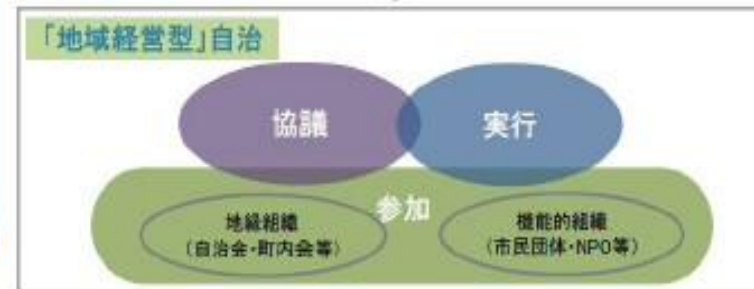 「地域経営型」自治
協議
実行
参加
地縁組織
(自治会・町内会等)
機能的組織
(市民団体・NPO等)